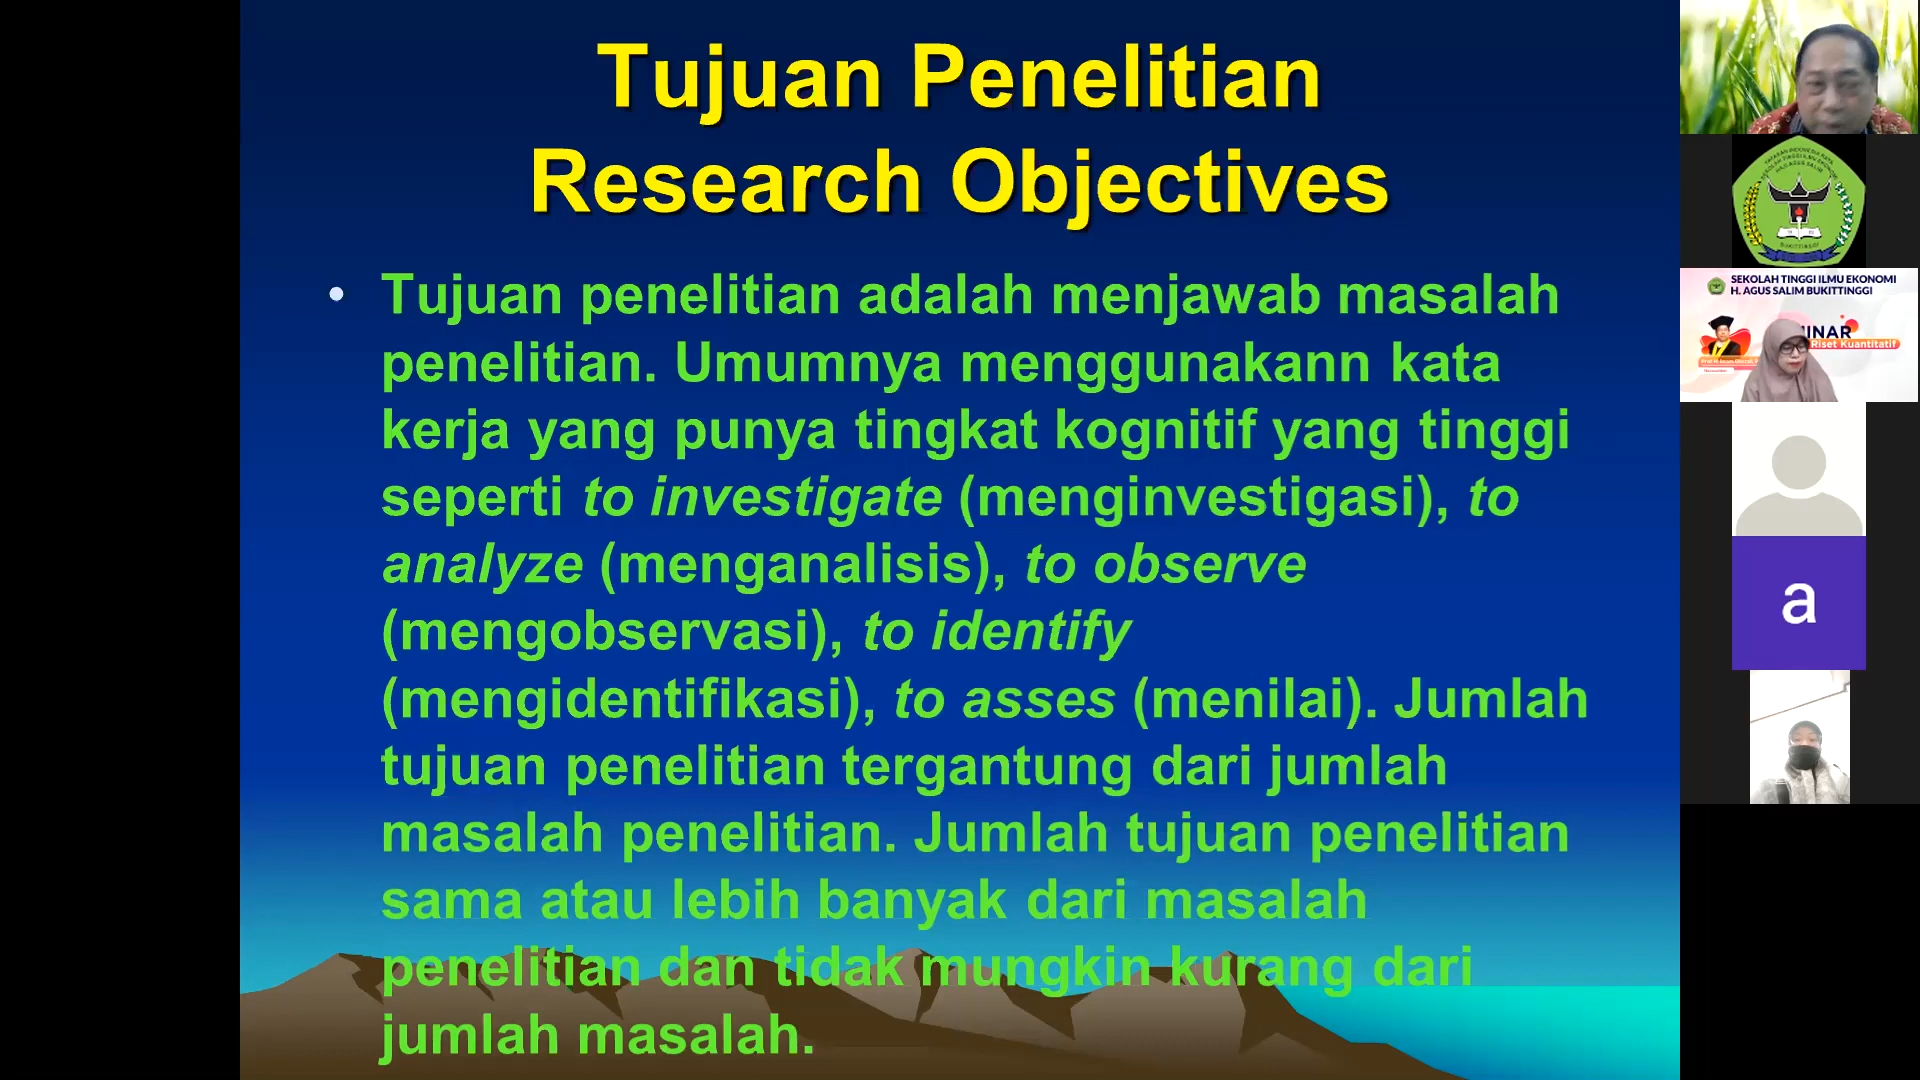 Tujuan Penelitian
Research Objectives
• Tujuan penelitian adalah menjawab masalah
penelitian. Umumnya menggunakann kata
kerja yang punya tingkat kognitif yang tinggi
seperti to investigate (menginvestigasi), to
analyze (menganalisis), to observe
(mengobservasi), to identify
(mengidentifikasi), to asses (menilai). Jumlah
tujuan penelitian tergantung dari jumlah
masalah penelitian. Jumlah tujuan penelitian
sama atau lebih banyak dari masalah
penelitian dan tidak mungkin kurang dari
jumlah masalah.
BUKITTINGGI
SEKOLAH TINGGI ILMU EKONOMI
H. AGUS SALIM BUKITTINGGI
INAR
Riset Kuantitatif
a